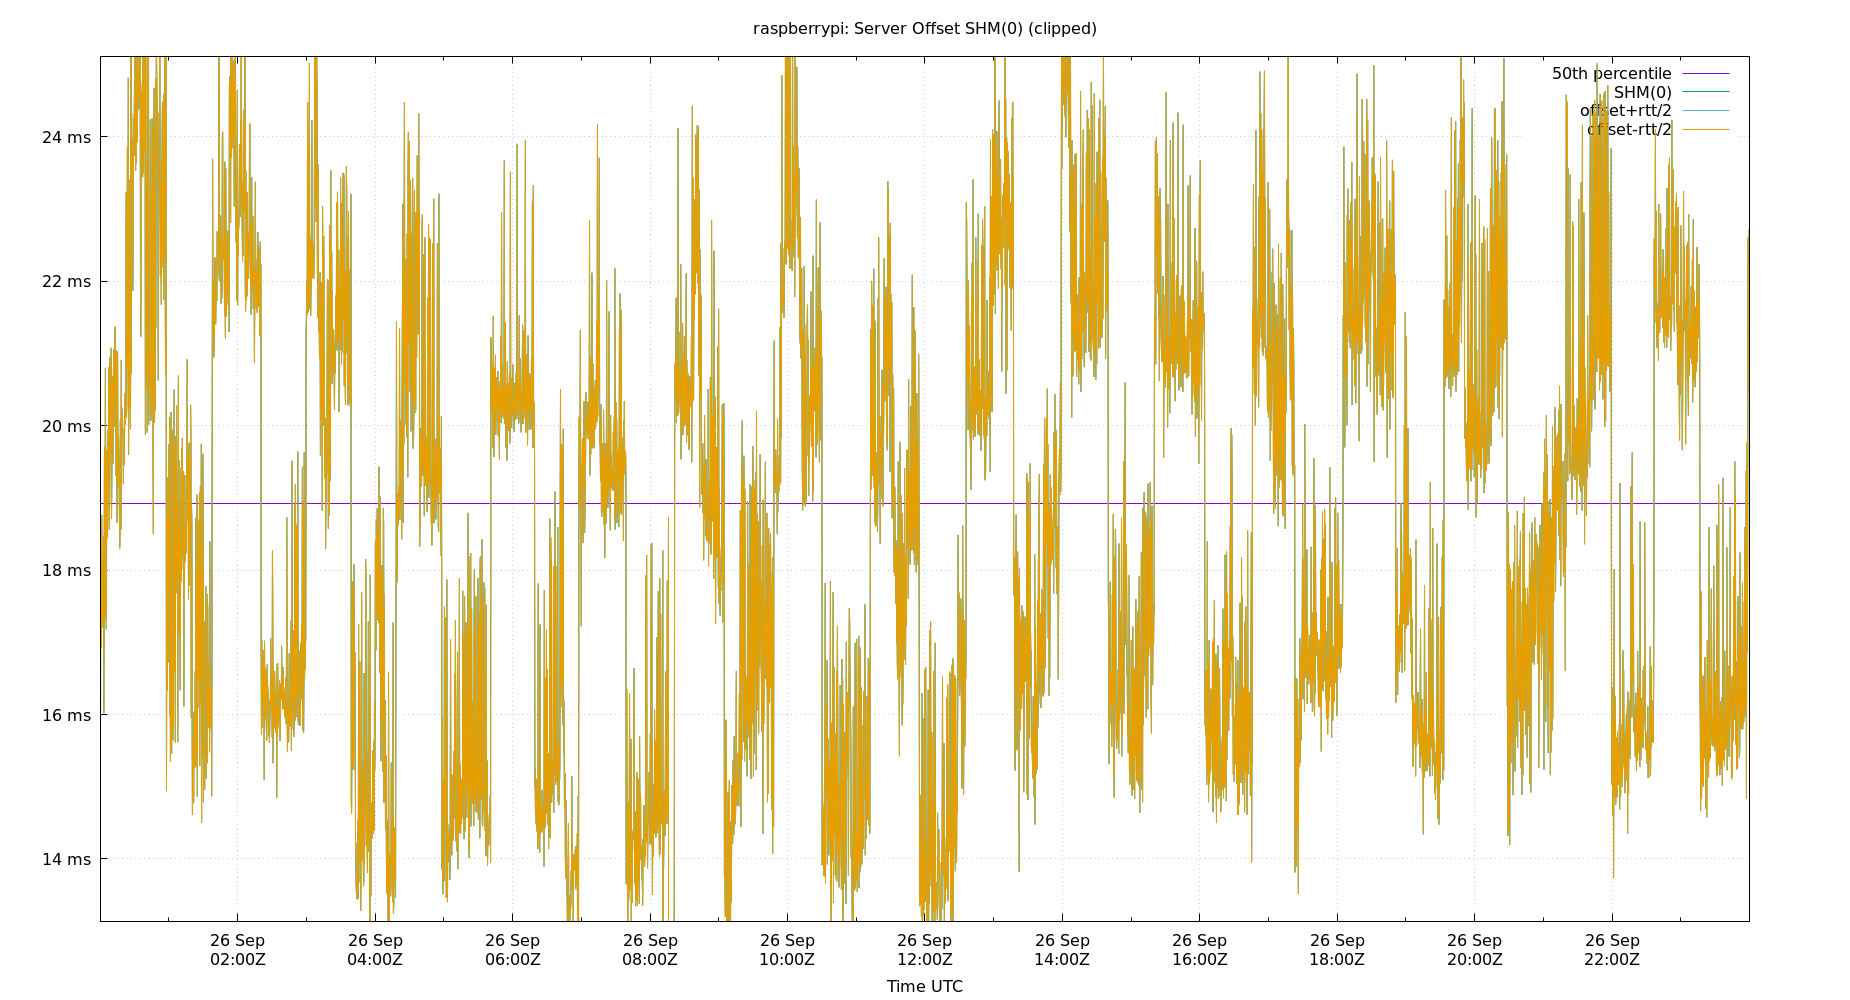 raspberrypi: Server Offset SHM(0) (clipped)
50th percentile
SHM(0)
offset+rtt/2
offset-rtt/2
24 ms
22 ms
20 ms
18 ms
16 ms
14 ms
26 Sep 26 Sep 26 Sep 26 Sep 26 Sep 26 Sep 26 Sep 26 Sep 26 Sep 26 Sep 26 Sep
02:00Z 04:00Z 06:00Z 08:00Z 10:00Z 12:00Z 14:00Z 16:00Z 18:00Z 20:00Z 22:00Z
Time UTC